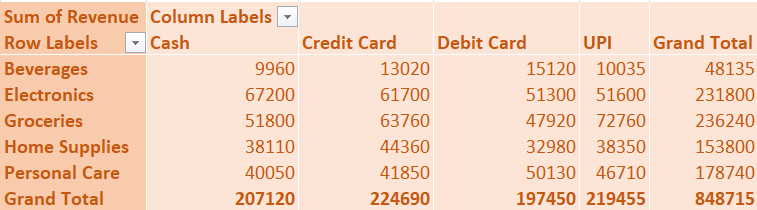 Sum of Revenue Column Labels
Row Labels Cash Credit Card Debit Card UPI Grand Total
Beverages 9960 13020 15120 10035 48135
Electronics 67200 61700 51300 51600 231800
Groceries 51800 63760 47920 72760 236240
Home Supplies 38110 44360 32980 38350 153800
Personal Care 40050 41850 50130 46710 178740
Grand Total 207120 224690 197450 219455 848715